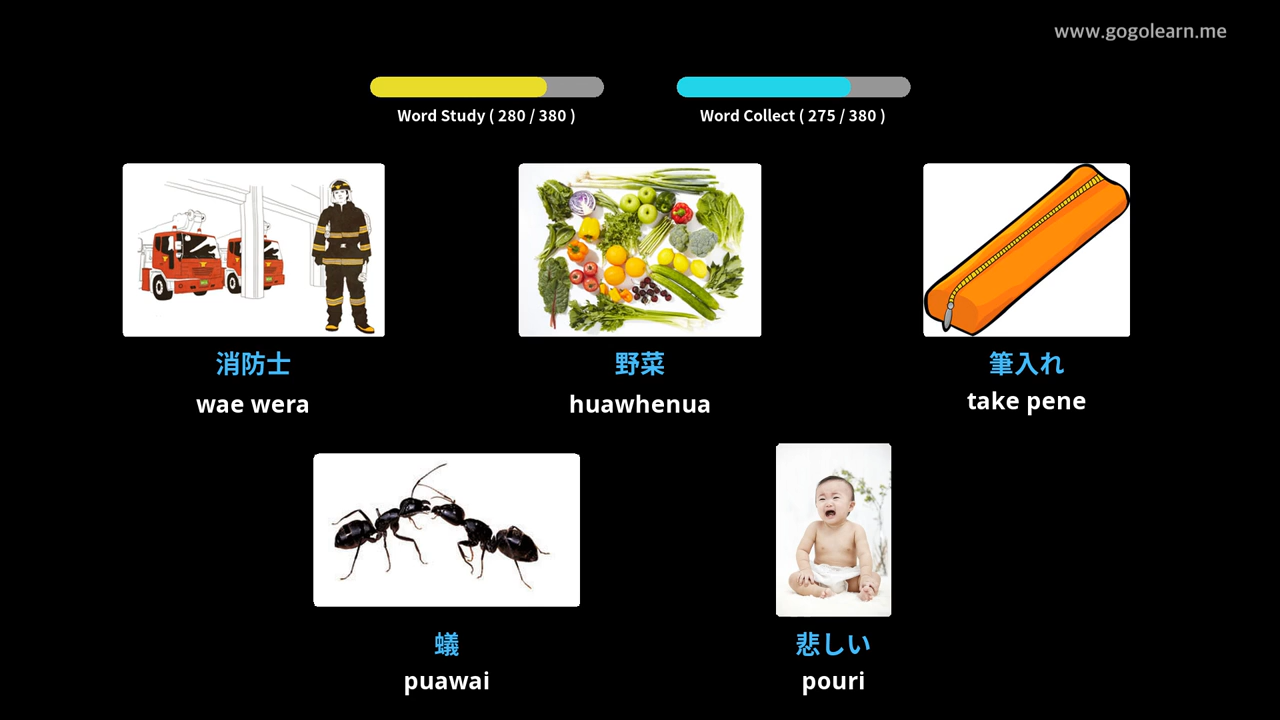 www.gogolearn.me
Word Study ( 280 / 380 )
Word Collect ( 275 / 380 )
消防士
野菜
筆入れ
wae wera
huawhenua
take pene
蟻
悲しい
puawai
pouri